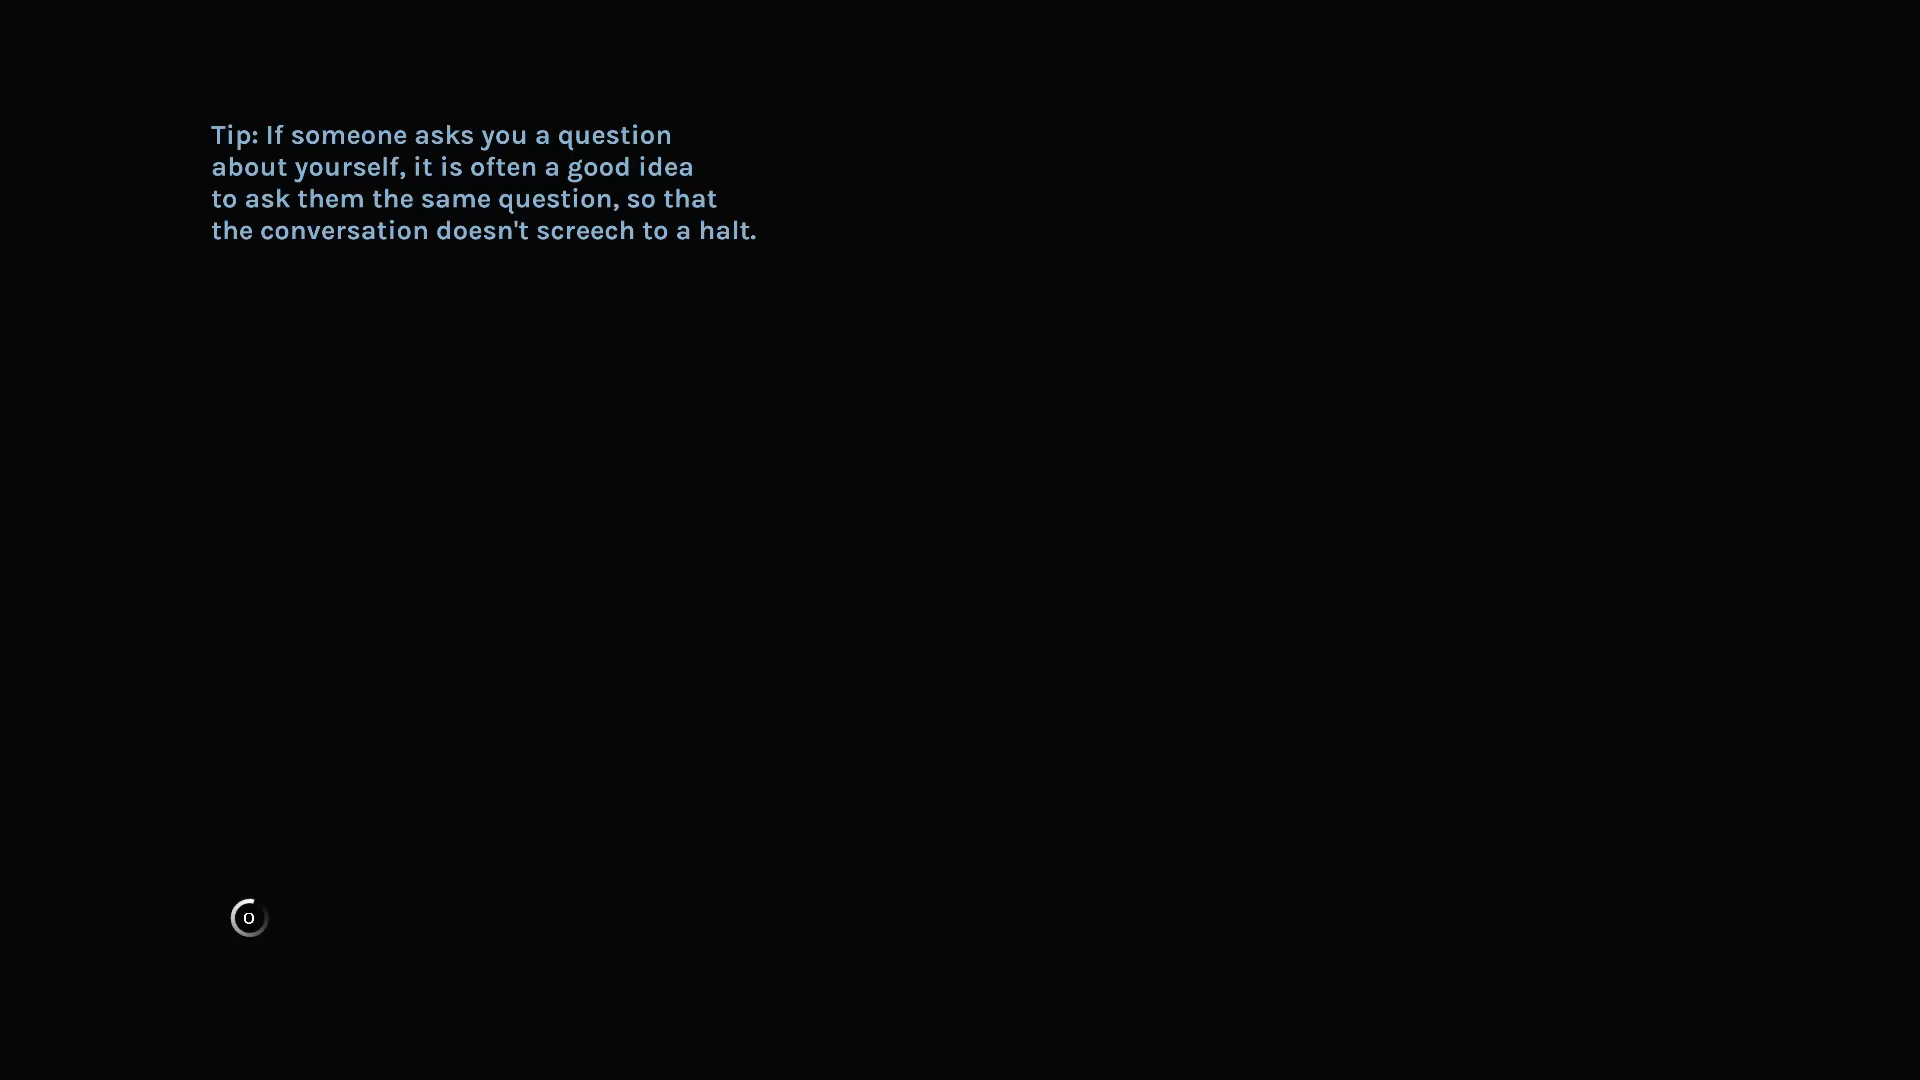 Tip: If someone asks you a question
about yourself, it is often a good idea
to ask them the same question, so that
the conversation doesn't screech to a halt.
0